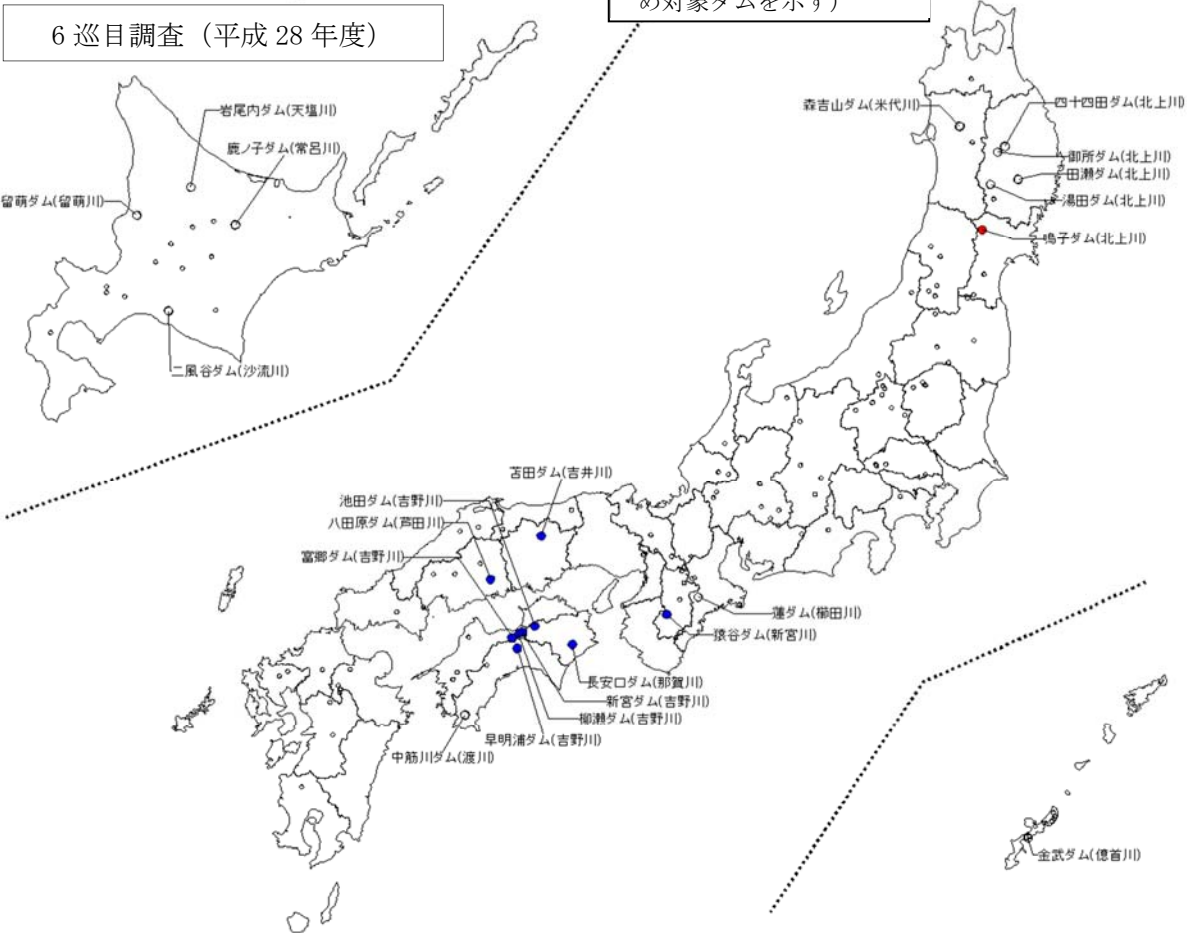 め対象ダムを示す)
6 巡目調査（平成 28 年度）
岩尾内ダム(天塩川)
鹿ノ子ダム(常呂川)
留萌ダム(留萌川)
二風谷ダム(沙流川)
森吉山ダム(米代川)
四十四田ダム(北上川)
御所ダム(北上川)
田瀬ダム(北上川)
湯田ダム(北上川)
鳴子ダム(北上川)
苫田ダム(吉井川)
池田ダム(吉野川)
八田原ダム(芦田川)
富郷ダム(吉野川)
蓮ダム(櫛田川)
猿谷ダム(新宮川)
長安口ダム(那賀川)
新宮ダム(吉野川)
柳瀬ダム(吉野川)
早明浦ダム(吉野川)
中筋川ダム(渡川)
金武ダム(億首川)